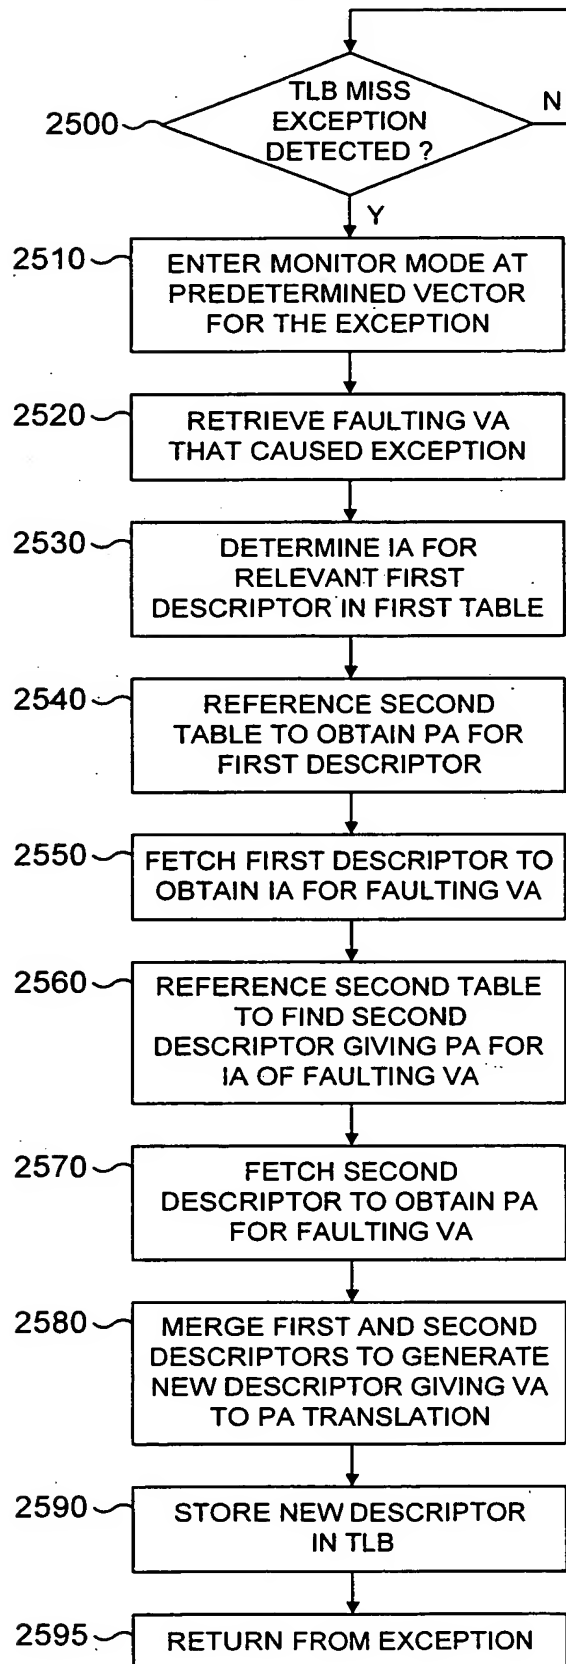 TLB MISS
EXCEPTION
DETECTED ?
N
2500
Y
2510
ENTER MONITOR MODE AT
PREDETERMINED VECTOR
FOR THE EXCEPTION
2520
RETRIEVE FAULTING VA
THAT CAUSED EXCEPTION
2530
DETERMINE IA FOR
RELEVANT FIRST
DESCRIPTOR IN FIRST TABLE
2540
REFERENCE SECOND
TABLE TO OBTAIN PA FOR
FIRST DESCRIPTOR
2550
FETCH FIRST DESCRIPTOR TO
OBTAIN IA FOR FAULTING VA
2560
REFERENCE SECOND TABLE
TO FIND SECOND
DESCRIPTOR GIVING PA FOR
IA OF FAULTING VA
2570
FETCH SECOND
DESCRIPTOR TO OBTAIN PA
FOR FAULTING VA
2580
MERGE FIRST AND SECOND
DESCRIPTORS TO GENERATE
NEW DESCRIPTOR GIVING VA
TO PA TRANSLATION
2590
STORE NEW DESCRIPTOR
IN TLB
2595
RETURN FROM EXCEPTION